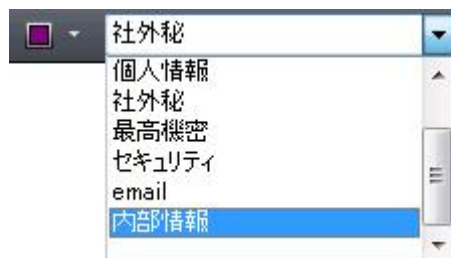 社外秘
個人情報
社外秘
最高機密
セキュリティ
email
内部情報